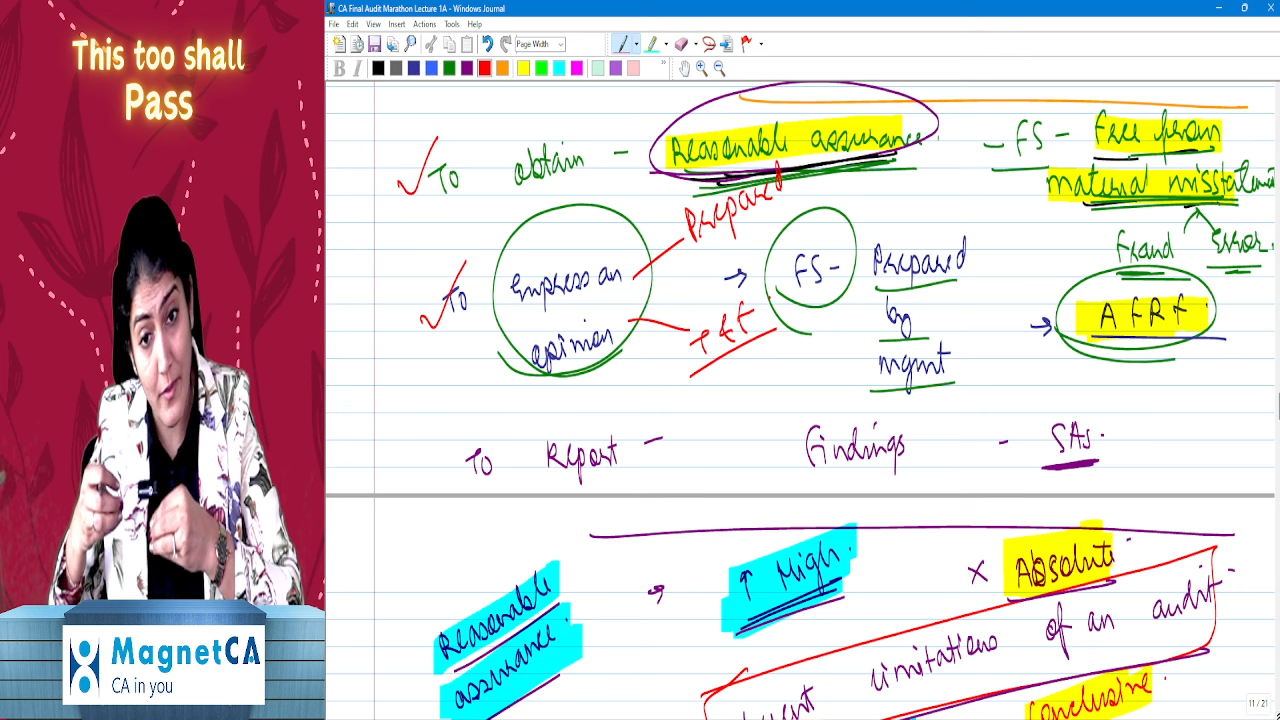 This too shall
Pass
MagnetCA
CA in you
CA Final Audit Marathon Lecture 1A - Windows Journal
File Edit View Insert Actions Tools Help
Page Width
B I
To obtain - Reasonable assurance - FS - free from
material misstatement
Fraud Error
To Express an opinion
Prepared
T & F
→ FS - Prepared
by
mgmt
→ A F R F
To Report - findings - SAs.
Reasonable
assurance. → ↑ High. × Absolute
limitations of an audit
Conclusive.
11 / 21